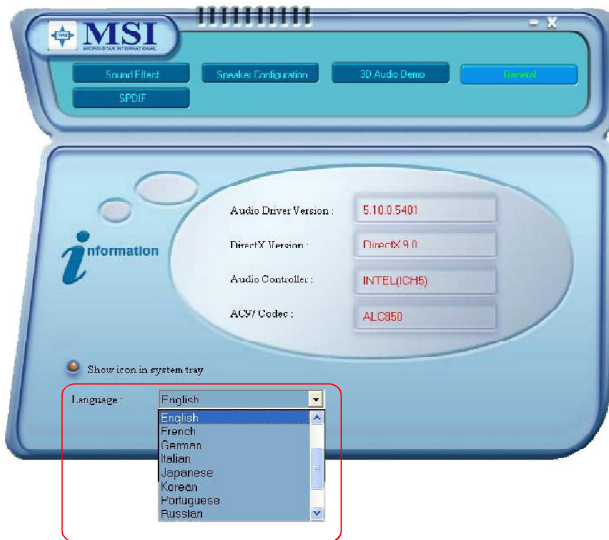 MSI
MICRO-STAR INTERNATIONAL
Sound Effect
Speaker Configuration
3D Audio Demo
General
SPDIF
information
Audio Driver Version :
5.10.0.5401
DirectX Version :
DirectX 9.0
Audio Controller :
INTEL(ICH5)
AC97 Codec :
ALC850
Show icon in system tray
Language :
English
English
French
German
Italian
Japanese
Korean
Portuguese
Russian